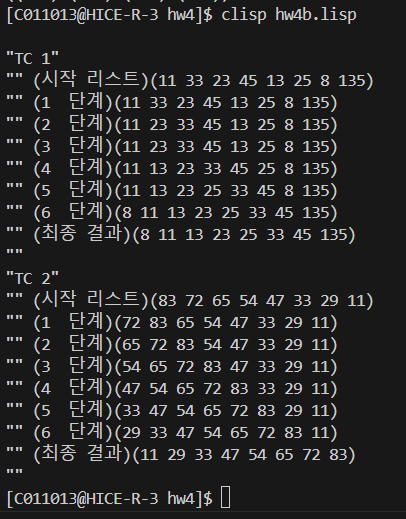 [C011013@HICE-R-3 hw4]$ clisp hw4b.lisp
"TC 1"
"" (시작 리스트)(11 33 23 45 13 25 8 135)
"" (1  단계)(11 33 23 45 13 25 8 135)
"" (2  단계)(11 23 33 45 13 25 8 135)
"" (3  단계)(11 23 33 45 13 25 8 135)
"" (4  단계)(11 13 23 33 45 25 8 135)
"" (5  단계)(11 13 23 25 33 45 8 135)
"" (6  단계)(8 11 13 23 25 33 45 135)
"" (최종 결과)(8 11 13 23 25 33 45 135)
""
"TC 2"
"" (시작 리스트)(83 72 65 54 47 33 29 11)
"" (1  단계)(72 83 65 54 47 33 29 11)
"" (2  단계)(65 72 83 54 47 33 29 11)
"" (3  단계)(54 65 72 83 47 33 29 11)
"" (4  단계)(47 54 65 72 83 33 29 11)
"" (5  단계)(33 47 54 65 72 83 29 11)
"" (6  단계)(29 33 47 54 65 72 83 11)
"" (최종 결과)(11 29 33 47 54 65 72 83)
""
[C011013@HICE-R-3 hw4]$